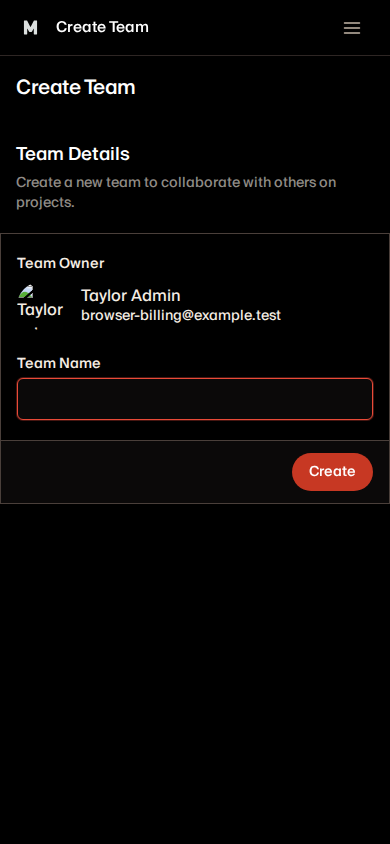 M Create Team
Create Team
Team Details
Create a new team to collaborate with others on
projects.
Team Owner
Taylor
Taylor Admin
browser-billing@example.test
Team Name
Create